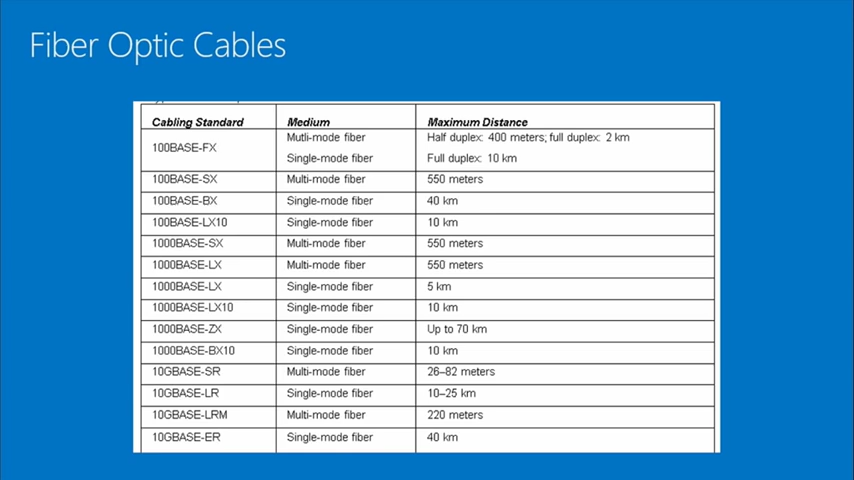 Fiber Optic Cables
Cabling Standard Medium Maximum Distance
100BASE-FX Mutli-mode fiber Half duplex: 400 meters; full duplex: 2 km
Single-mode fiber Full duplex: 10 km
100BASE-SX Multi-mode fiber 550 meters
100BASE-BX Single-mode fiber 40 km
100BASE-LX10 Single-mode fiber 10 km
1000BASE-SX Multi-mode fiber 550 meters
1000BASE-LX Multi-mode fiber 550 meters
1000BASE-LX Single-mode fiber 5 km
1000BASE-LX10 Single-mode fiber 10 km
1000BASE-ZX Single-mode fiber Up to 70 km
1000BASE-BX10 Single-mode fiber 10 km
10GBASE-SR Multi-mode fiber 26–82 meters
10GBASE-LR Single-mode fiber 10–25 km
10GBASE-LRM Multi-mode fiber 220 meters
10GBASE-ER Single-mode fiber 40 km